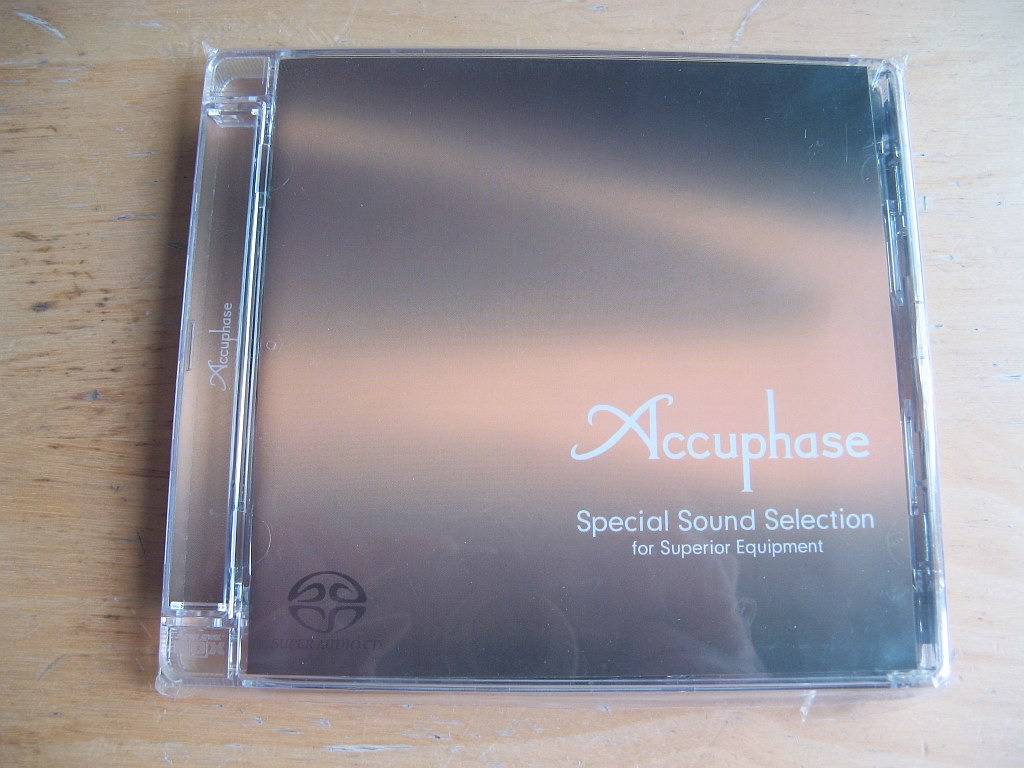 Accuphase
Accuphase
Special Sound Selection
for Superior Equipment
SUPER AUDIO CD